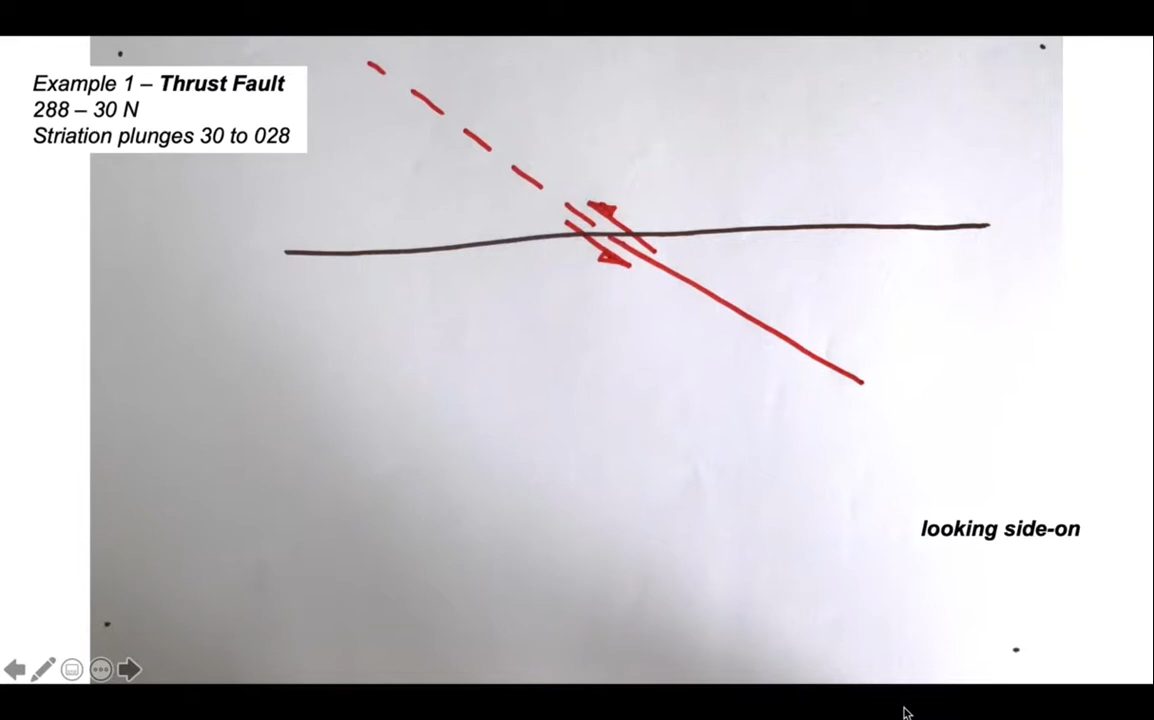 Example 1 – Thrust Fault
288 – 30 N
Striation plunges 30 to 028
looking side-on